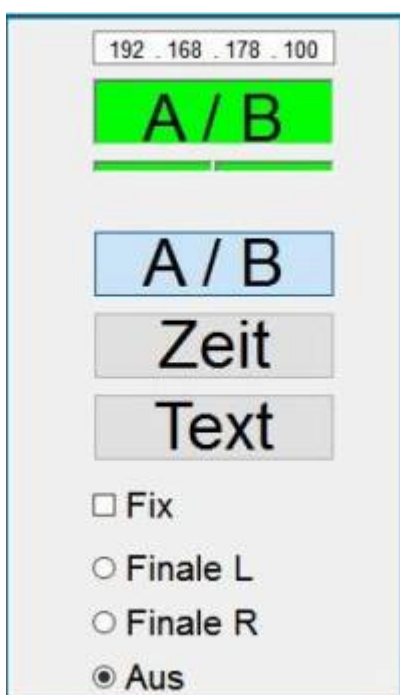 192 . 168 . 178 . 100
A / B
A / B
Zeit
Text
Fix
Finale L
Finale R
Aus